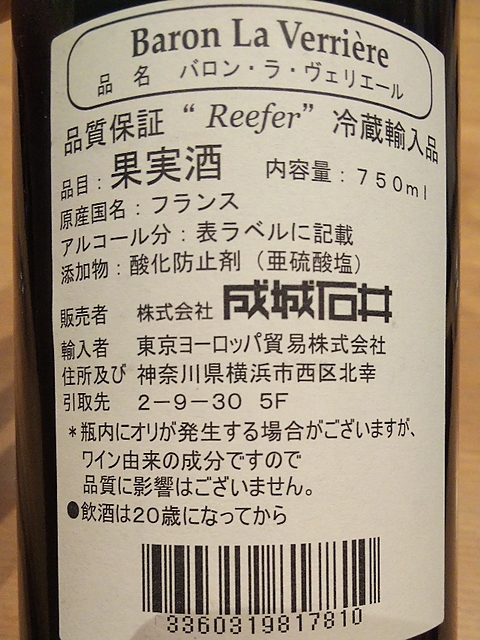 Baron La Verrière
品 名 バロン・ラ・ヴェリエール
品質保証 “Reefer” 冷蔵輸入品
品目：果実酒 内容量：750ml
原産国名：フランス
アルコール分：表ラベルに記載
添加物：酸化防止剤（亜硫酸塩）
販売者 株式会社 成城石井
輸入者 東京ヨーロッパ貿易株式会社
住所及び 神奈川県横浜市西区北幸
引取先 2－9－30 5F
＊瓶内にオリが発生する場合がございますが、
ワイン由来の成分ですので
品質に影響はございません。
●飲酒は20歳になってから
3360319817810